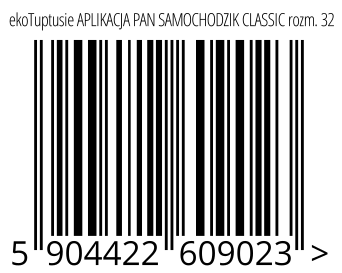 ekoTuptusie APLIKACJA PAN SAMOCHODZIK CLASSIC rozm. 32
5 904422 609023 >